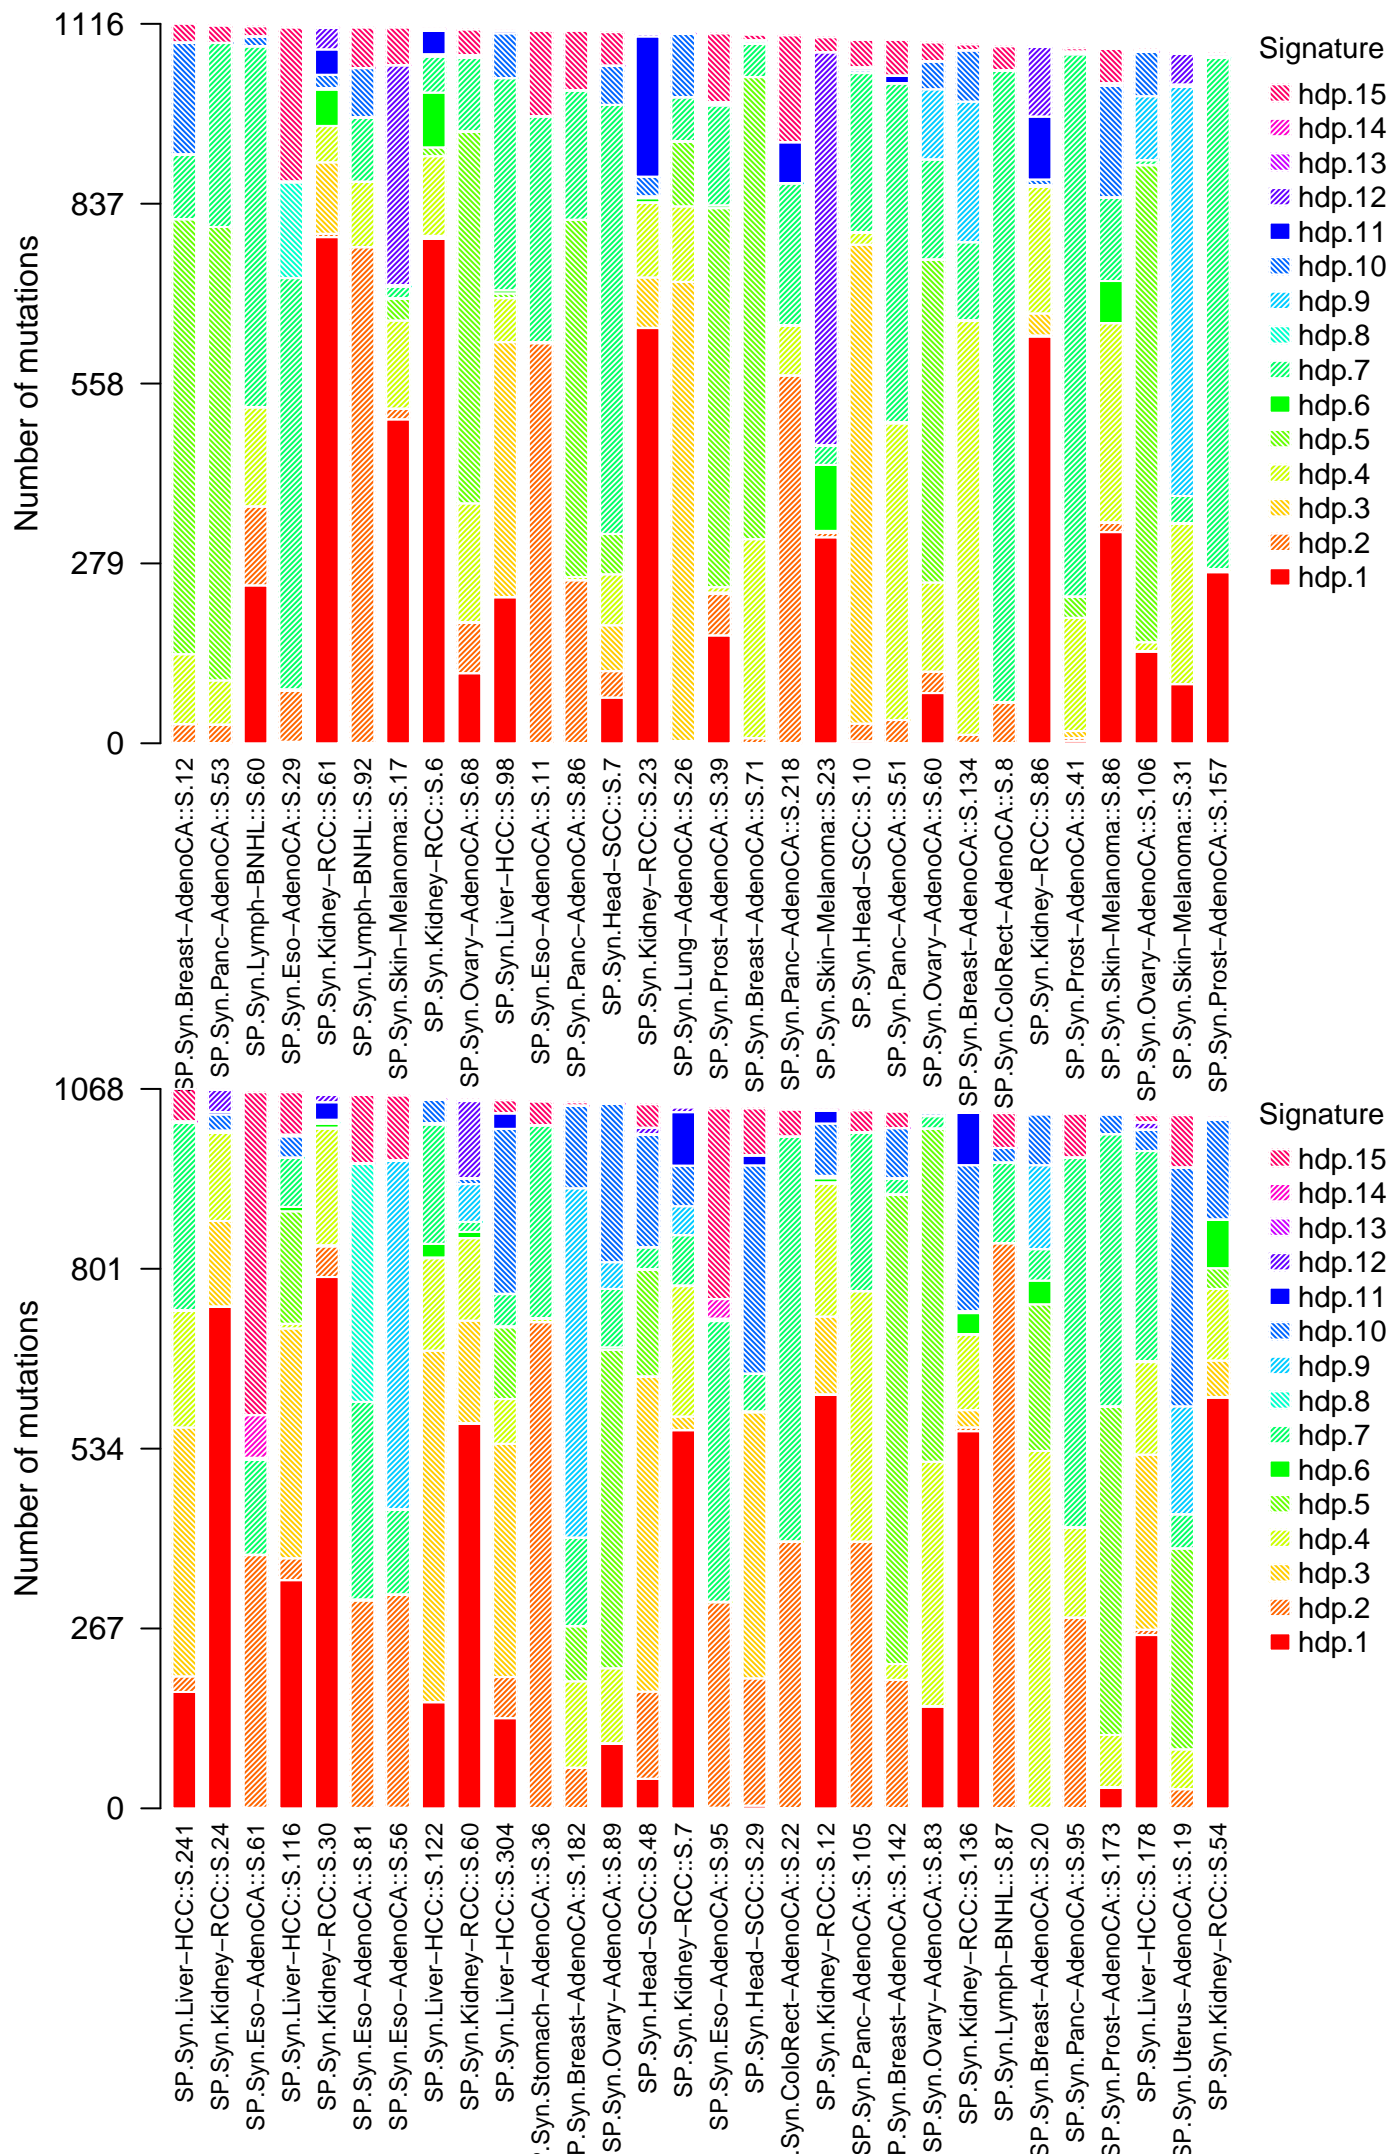 Number of mutations
1116
837
558
279
0
Signature
hdp.15
hdp.14
hdp.13
hdp.12
hdp.11
hdp.10
hdp.9
hdp.8
hdp.7
hdp.6
hdp.5
hdp.4
hdp.3
hdp.2
hdp.1
SP.Syn.Breast−AdenoCA::S.12
SP.Syn.Panc−AdenoCA::S.53
SP.Syn.Lymph−BNHL::S.60
SP.Syn.Eso−AdenoCA::S.29
SP.Syn.Kidney−RCC::S.61
SP.Syn.Lymph−BNHL::S.92
SP.Syn.Skin−Melanoma::S.17
SP.Syn.Kidney−RCC::S.6
SP.Syn.Ovary−AdenoCA::S.68
SP.Syn.Liver−HCC::S.98
SP.Syn.Eso−AdenoCA::S.11
SP.Syn.Panc−AdenoCA::S.86
SP.Syn.Head−SCC::S.7
SP.Syn.Kidney−RCC::S.23
SP.Syn.Lung−AdenoCA::S.26
SP.Syn.Prost−AdenoCA::S.39
SP.Syn.Breast−AdenoCA::S.71
SP.Syn.Panc−AdenoCA::S.218
SP.Syn.Skin−Melanoma::S.23
SP.Syn.Head−SCC::S.10
SP.Syn.Panc−AdenoCA::S.51
SP.Syn.Ovary−AdenoCA::S.60
SP.Syn.Breast−AdenoCA::S.134
SP.Syn.ColoRect−AdenoCA::S.8
SP.Syn.Kidney−RCC::S.86
SP.Syn.Prost−AdenoCA::S.41
SP.Syn.Skin−Melanoma::S.86
SP.Syn.Ovary−AdenoCA::S.106
SP.Syn.Skin−Melanoma::S.31
SP.Syn.Prost−AdenoCA::S.157
Number of mutations
1068
801
534
267
0
Signature
hdp.15
hdp.14
hdp.13
hdp.12
hdp.11
hdp.10
hdp.9
hdp.8
hdp.7
hdp.6
hdp.5
hdp.4
hdp.3
hdp.2
hdp.1
SP.Syn.Liver−HCC::S.241
SP.Syn.Kidney−RCC::S.24
SP.Syn.Eso−AdenoCA::S.61
SP.Syn.Liver−HCC::S.116
SP.Syn.Kidney−RCC::S.30
SP.Syn.Eso−AdenoCA::S.81
SP.Syn.Eso−AdenoCA::S.56
SP.Syn.Liver−HCC::S.122
SP.Syn.Kidney−RCC::S.60
SP.Syn.Liver−HCC::S.304
P.Syn.Stomach−AdenoCA::S.36
P.Syn.Breast−AdenoCA::S.182
SP.Syn.Ovary−AdenoCA::S.89
SP.Syn.Head−SCC::S.48
SP.Syn.Kidney−RCC::S.7
SP.Syn.Eso−AdenoCA::S.95
SP.Syn.Head−SCC::S.29
.Syn.ColoRect−AdenoCA::S.22
SP.Syn.Kidney−RCC::S.12
SP.Syn.Panc−AdenoCA::S.105
SP.Syn.Breast−AdenoCA::S.142
SP.Syn.Ovary−AdenoCA::S.83
SP.Syn.Kidney−RCC::S.136
SP.Syn.Lymph−BNHL::S.87
SP.Syn.Breast−AdenoCA::S.20
SP.Syn.Panc−AdenoCA::S.95
SP.Syn.Prost−AdenoCA::S.173
SP.Syn.Liver−HCC::S.178
SP.Syn.Uterus−AdenoCA::S.19
SP.Syn.Kidney−RCC::S.54